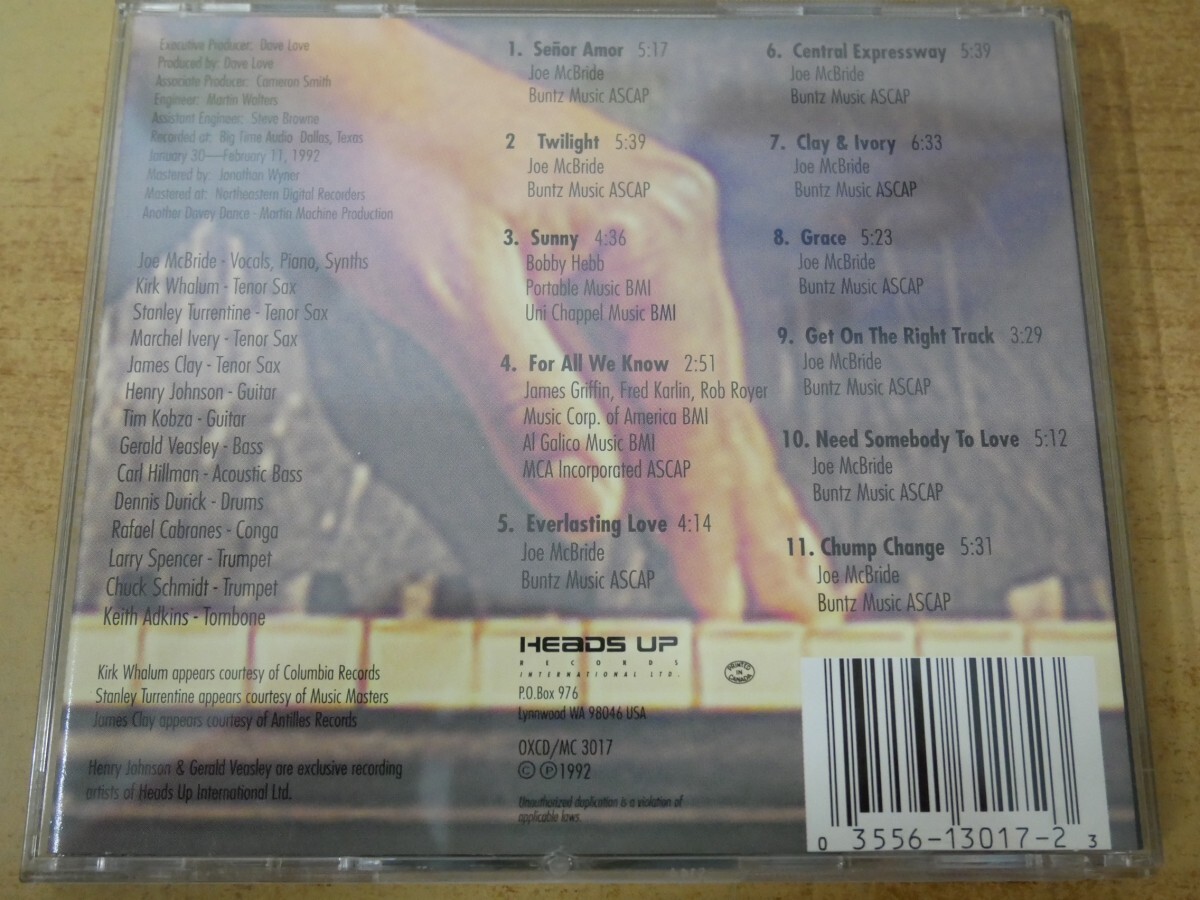 Executive Producer: Dave Love
Produced by: Dave Love
Associate Producer: Cameron Smith
Engineer: Martin Walters
Assistant Engineer: Steve Browne
Recorded at: Big Time Audio Dallas, Texas
January 30—February 11, 1992
Mastered by: Jonathan Wyner
Mastered at: Northeastern Digital Recorders
Another Davey Dance - Martin Machine Production
Joe McBride - Vocals, Piano, Synths
Kirk Whalum - Tenor Sax
Stanley Turrentine - Tenor Sax
Marchel Ivery - Tenor Sax
James Clay - Tenor Sax
Henry Johnson - Guitar
Tim Kobza - Guitar
Gerald Veasley - Bass
Carl Hillman - Acoustic Bass
Dennis Durick - Drums
Rafael Cabranes - Conga
Larry Spencer - Trumpet
Chuck Schmidt - Trumpet
Keith Adkins - Tombone
Kirk Whalum appears courtesy of Columbia Records
Stanley Turrentine appears courtesy of Music Masters
James Clay appears courtesy of Antilles Records
Henry Johnson & Gerald Veasley are exclusive recording
artists of Heads Up International Ltd.
1. Señor Amor 5:17
Joe McBride
Buntz Music ASCAP
2 Twilight 5:39
Joe McBride
Buntz Music ASCAP
3. Sunny 4:36
Bobby Hebb
Portable Music BMI
Uni Chappel Music BMI
4. For All We Know 2:51
James Griffin, Fred Karlin, Rob Royer
Music Corp. of America BMI
Al Galico Music BMI
MCA Incorporated ASCAP
5. Everlasting Love 4:14
Joe McBride
Buntz Music ASCAP
6. Central Expressway 5:39
Joe McBride
Buntz Music ASCAP
7. Clay & Ivory 6:33
Joe McBride
Buntz Music ASCAP
8. Grace 5:23
Joe McBride
Buntz Music ASCAP
9. Get On The Right Track 3:29
Joe McBride
Buntz Music ASCAP
10. Need Somebody To Love 5:12
Joe McBride
Buntz Music ASCAP
11. Chump Change 5:31
Joe McBride
Buntz Music ASCAP
HEADS UP
RECORDS
INTERNATIONAL LTD.
P.O.Box 976
Lynnwood WA 98046 USA
OXCD/MC 3017
©℗1992
Unauthorized duplication is a violation of
applicable laws.
PRINTED
IN
CANADA
0 3556-13017-2 3